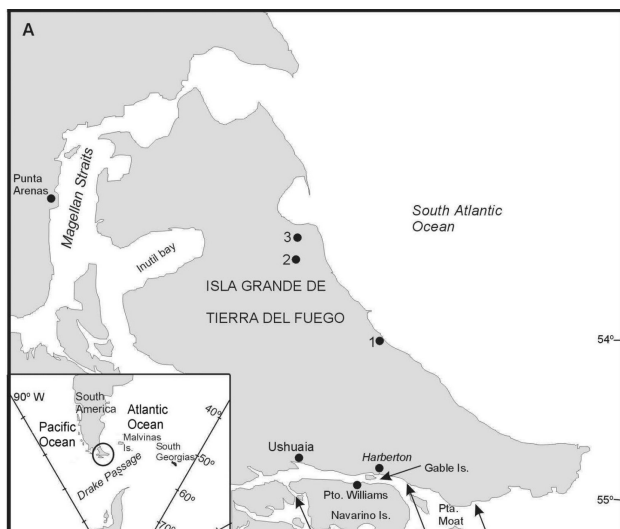 A
Punta
Arenas
Magellan Straits
Inutil bay
South Atlantic
Ocean
3
2
ISLA GRANDE DE
TIERRA DEL FUEGO
1
54º
90º W
South
America
40º
Pacific
Ocean
Atlantic
Ocean
Malvinas
Is.
South
Georgias
50º
Drake Passage
60º
70º
Ushuaia
Harberton
Gable Is.
Pto. Williams
Navarino Is.
Pta.
Moat
55º